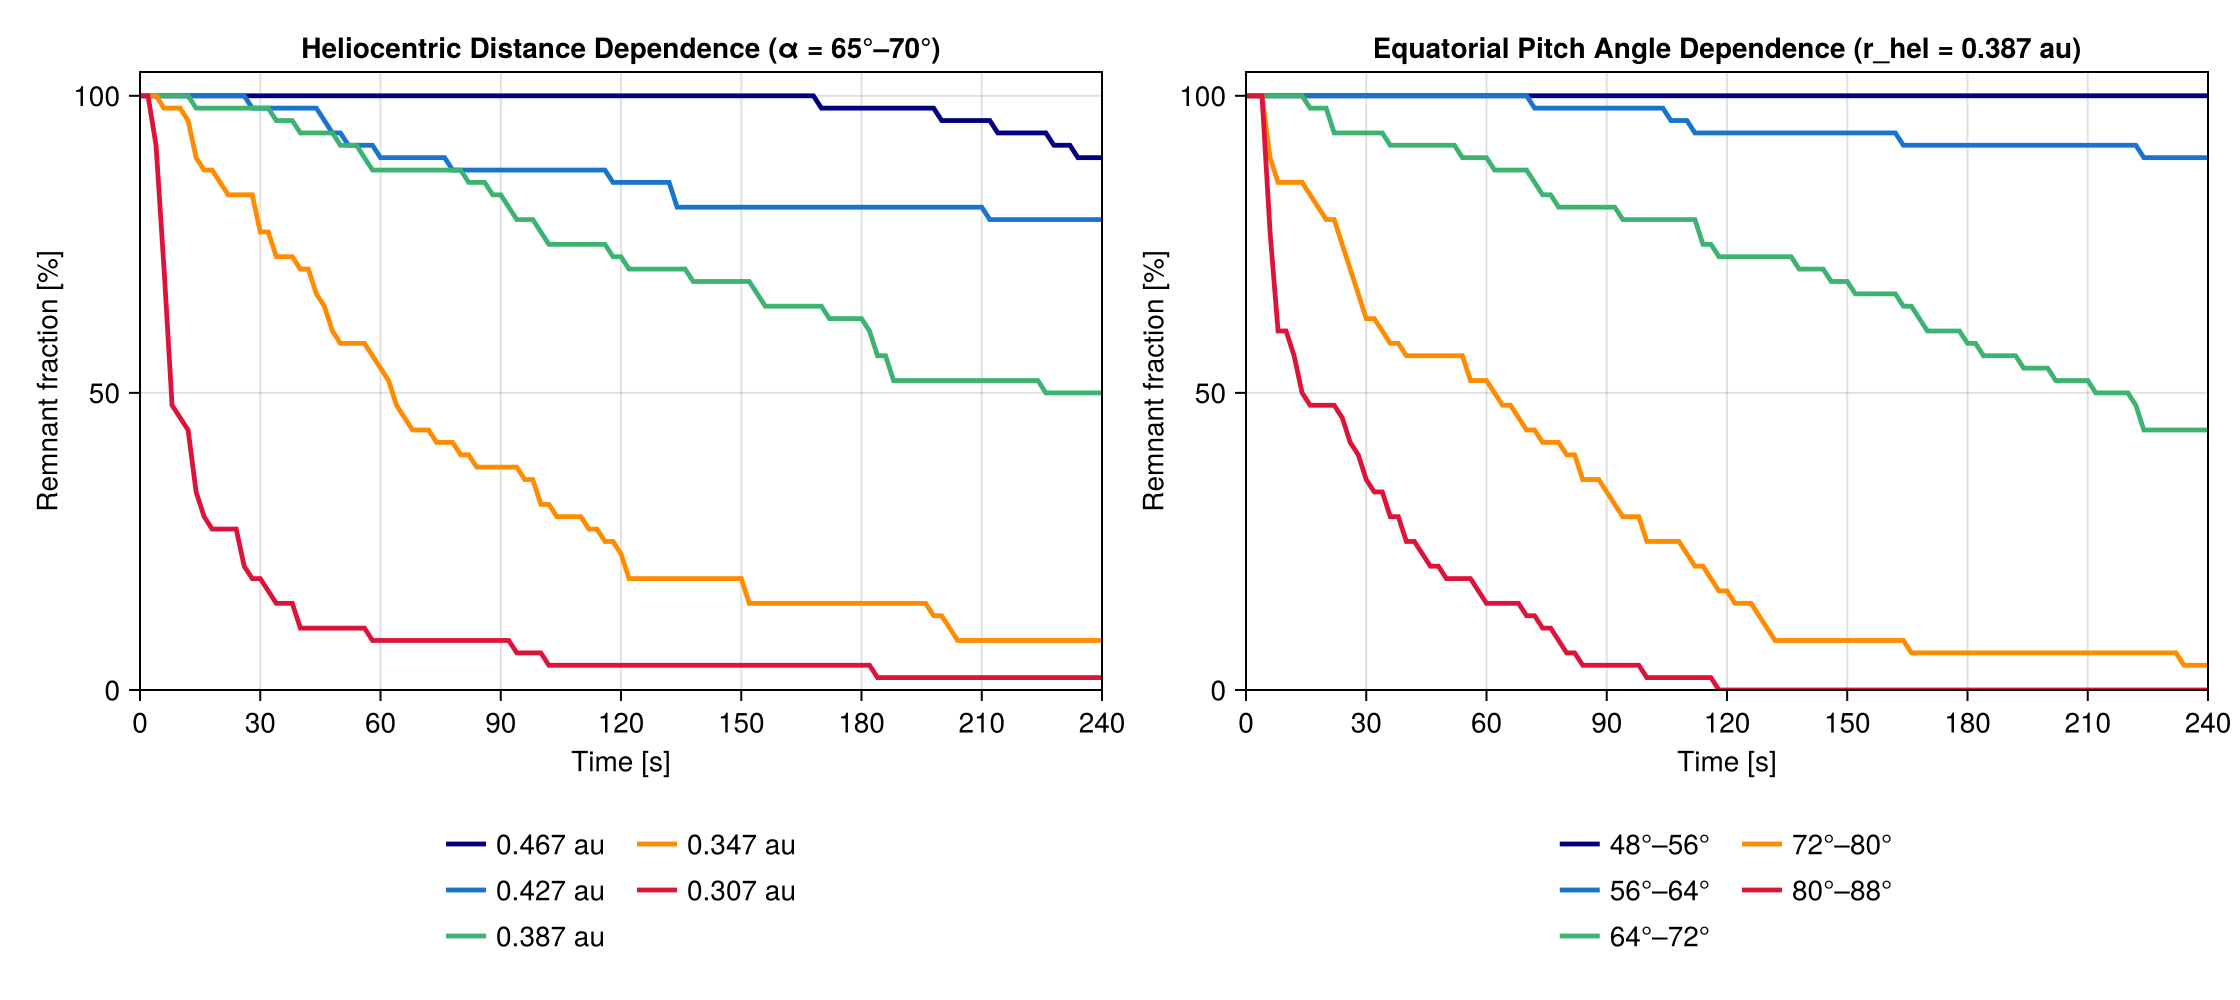 Heliocentric Distance Dependence (α = 65°–70°)
Remnant fraction [%]
100
50
0
0 30 60 90 120 150 180 210 240
Time [s]
0.467 au 0.347 au
0.427 au 0.307 au
0.387 au
Equatorial Pitch Angle Dependence (r_hel = 0.387 au)
Remnant fraction [%]
100
50
0
0 30 60 90 120 150 180 210 240
Time [s]
48°–56° 72°–80°
56°–64° 80°–88°
64°–72°